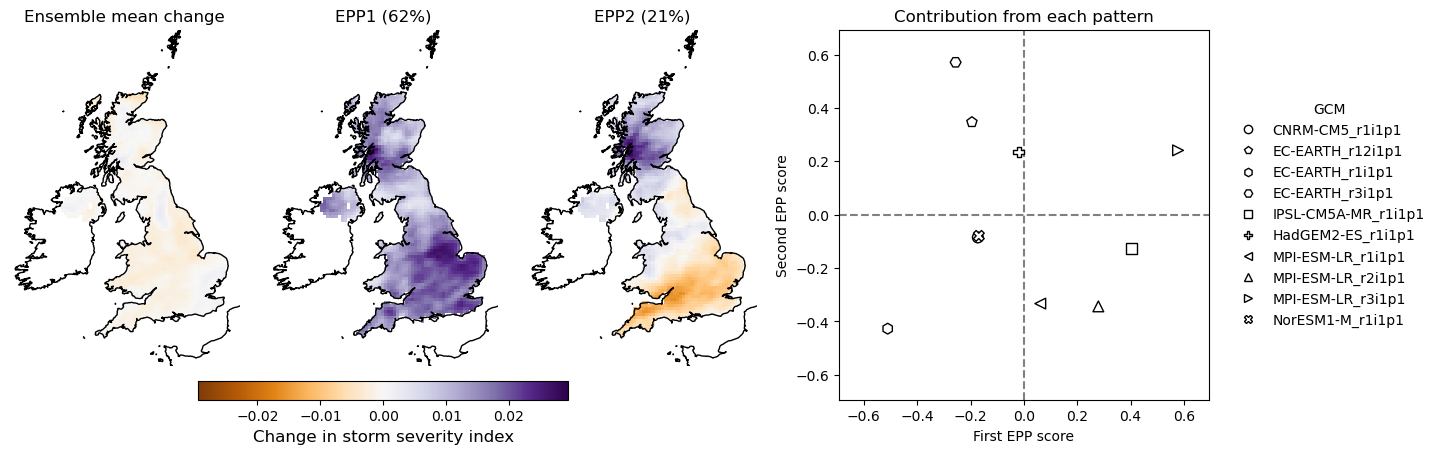 Ensemble mean change
EPP1 (62%)
EPP2 (21%)
−0.02
−0.01
0.00
0.01
0.02
Change in storm severity index
Contribution from each pattern
0.6
0.4
0.2
0.0
−0.2
−0.4
−0.6
Second EPP score
−0.6
−0.4
−0.2
0.0
0.2
0.4
0.6
First EPP score
GCM
CNRM-CM5_r1i1p1
EC-EARTH_r12i1p1
EC-EARTH_r1i1p1
EC-EARTH_r3i1p1
IPSL-CM5A-MR_r1i1p1
HadGEM2-ES_r1i1p1
MPI-ESM-LR_r1i1p1
MPI-ESM-LR_r2i1p1
MPI-ESM-LR_r3i1p1
NorESM1-M_r1i1p1